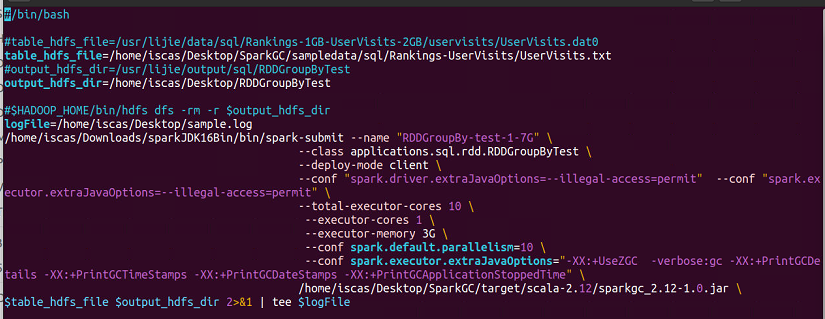 #/bin/bash
#table_hdfs_file=/usr/lijie/data/sql/Rankings-1GB-UserVisits-2GB/uservisits/UserVisits.dat0
table_hdfs_file=/home/iscas/Desktop/SparkGC/sampledata/sql/Rankings-UserVisits/UserVisits.txt
#output_hdfs_dir=/usr/lijie/output/sql/RDDGroupByTest
output_hdfs_dir=/home/iscas/Desktop/RDDGroupByTest
#$HADOOP_HOME/bin/hdfs dfs -rm -r $output_hdfs_dir
logFile=/home/iscas/Desktop/sample.log
/home/iscas/Downloads/sparkJDK16Bin/bin/spark-submit --name "RDDGroupBy-test-1-7G" \
--class applications.sql.rdd.RDDGroupByTest \
--deploy-mode client \
--conf "spark.driver.extraJavaOptions=--illegal-access=permit"  --conf "spark.ex
ecutor.extraJavaOptions=--illegal-access=permit" \
--total-executor-cores 10 \
--executor-cores 1 \
--executor-memory 3G \
--conf spark.default.parallelism=10 \
--conf spark.executor.extraJavaOptions="-XX:+UseZGC  -verbose:gc -XX:+PrintGCDe
tails -XX:+PrintGCTimeStamps -XX:+PrintGCDateStamps -XX:+PrintGCApplicationStoppedTime" \
/home/iscas/Desktop/SparkGC/target/scala-2.12/sparkgc_2.12-1.0.jar \
$table_hdfs_file $output_hdfs_dir 2>&1 | tee $logFile